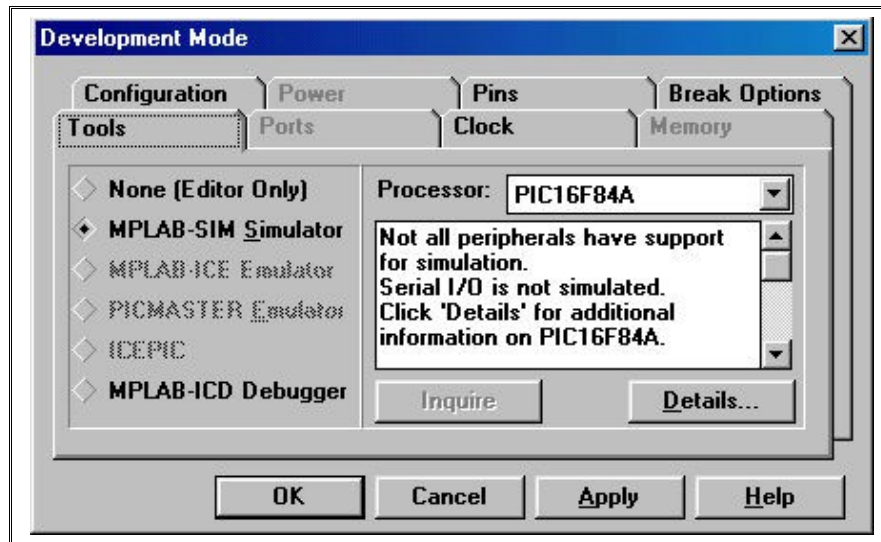 Development Mode
Configuration Power Pins Break Options
Tools Ports Clock Memory
None (Editor Only)
MPLAB-SIM Simulator
MPLAB-ICE Emulator
PICMASTER Emulator
ICEPIC
MPLAB-ICD Debugger
Processor: PIC16F84A
Not all peripherals have support
for simulation.
Serial I/O is not simulated.
Click 'Details' for additional
information on PIC16F84A.
Inquire Details...
OK Cancel Apply Help